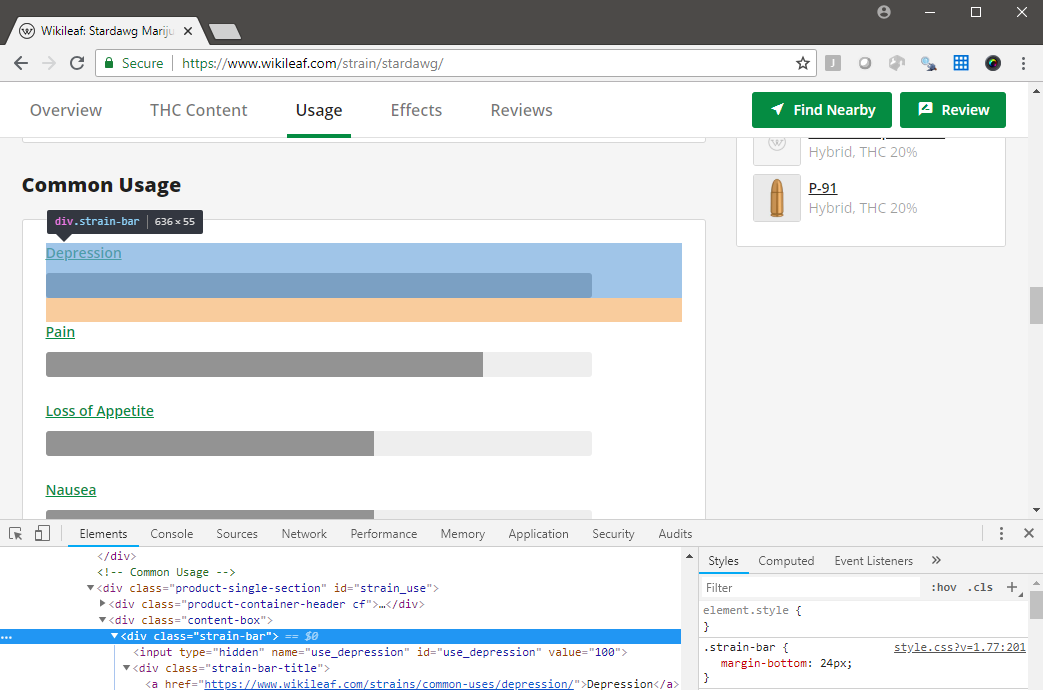 Wikileaf: Stardawg Mariju
Secure
https://www.wikileaf.com/strain/stardawg/
J
Overview
THC Content
Usage
Effects
Reviews
Find Nearby
Review
Hybrid, THC 20%
P-91
Hybrid, THC 20%
Common Usage
div.strain-bar | 636 × 55
Depression
Pain
Loss of Appetite
Nausea
Elements
Console
Sources
Network
Performance
Memory
Application
Security
Audits
</div>
<!-- Common Usage -->
▼<div class="product-single-section" id="strain_use">
▶<div class="product-container-header cf">…</div>
▼<div class="content-box">
… ▼<div class="strain-bar"> == $0
<input type="hidden" name="use_depression" id="use_depression" value="100">
▼<div class="strain-bar-title">
<a href="https://www.wikileaf.com/strains/common-uses/depression/">Depression</a>
Styles
Computed
Event Listeners
»
Filter
:hov
.cls
+
element.style {
}
.strain-bar {
style.css?v=1.77:201
margin-bottom: 24px;
}